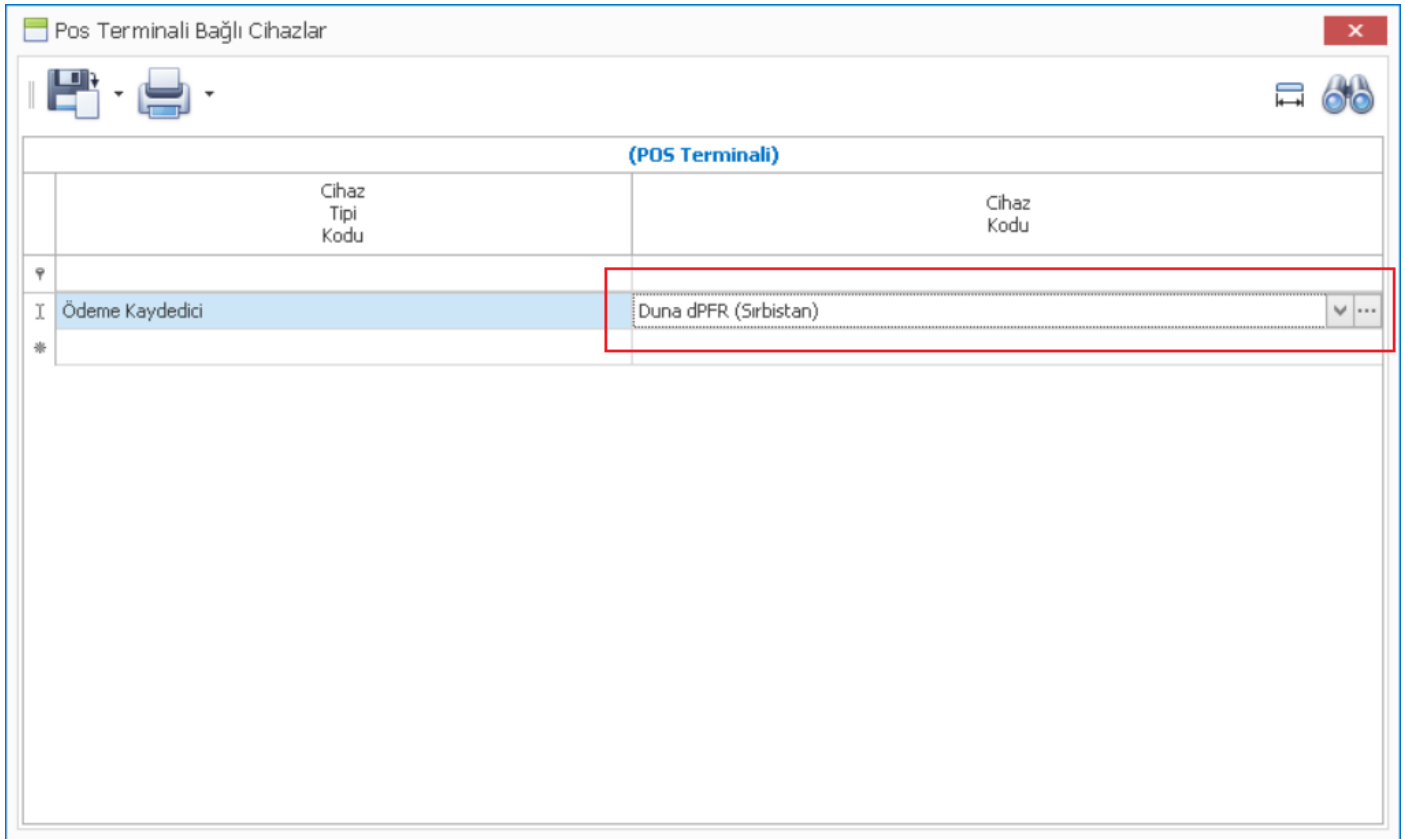 Pos Terminali Bağlı Cihazlar
(POS Terminali)
Cihaz
Tipi
Kodu
Cihaz
Kodu
Ödeme Kaydedici
Duna dPFR (Sırbistan)